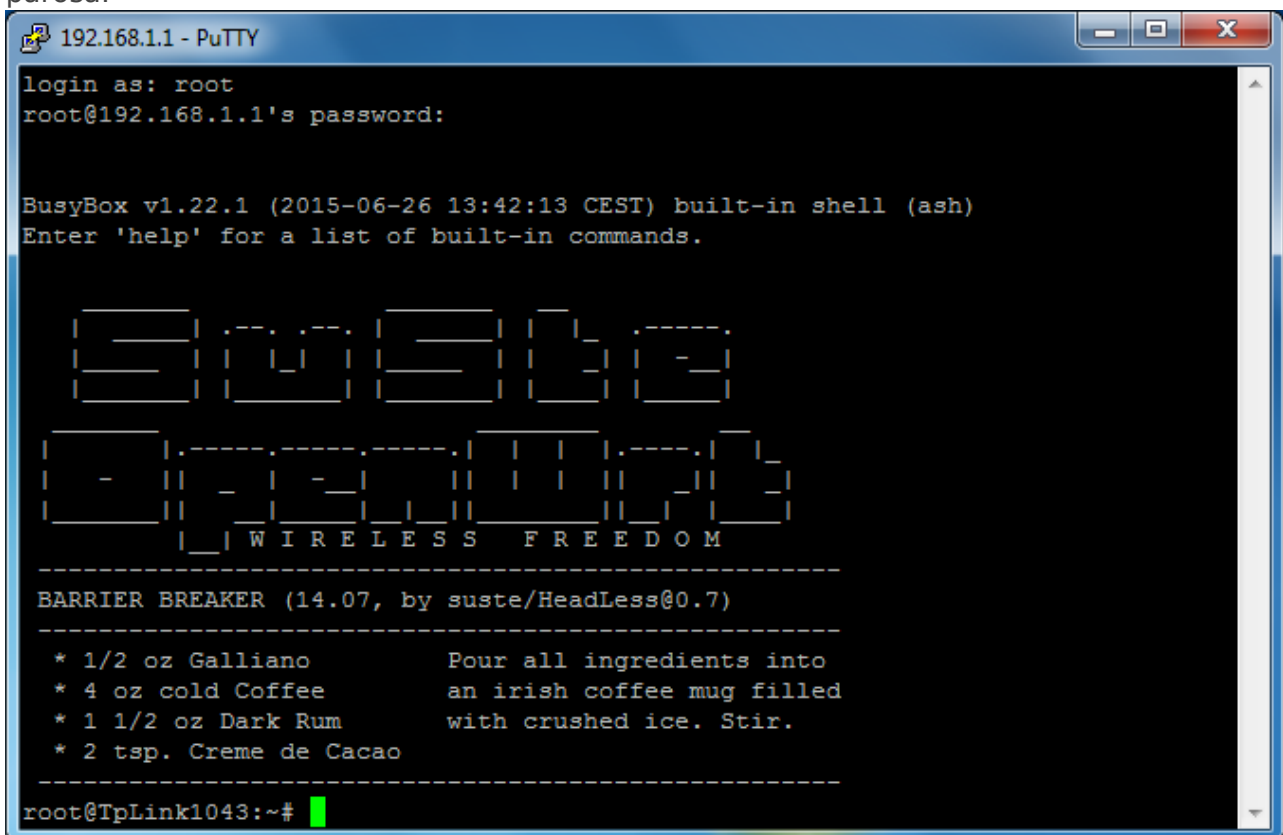 192.168.1.1 - PuTTY
login as: root
root@192.168.1.1's password:
BusyBox v1.22.1 (2015-06-26 13:42:13 CEST) built-in shell (ash)
Enter 'help' for a list of built-in commands.
SuSte
OpenWrt
W I R E L E S S F R E E D O M
BARRIER BREAKER (14.07, by suste/HeadLess@0.7)
* 1/2 oz Galliano Pour all ingredients into
* 4 oz cold Coffee an irish coffee mug filled
* 1 1/2 oz Dark Rum with crushed ice. Stir.
* 2 tsp. Creme de Cacao
root@TpLink1043:~#